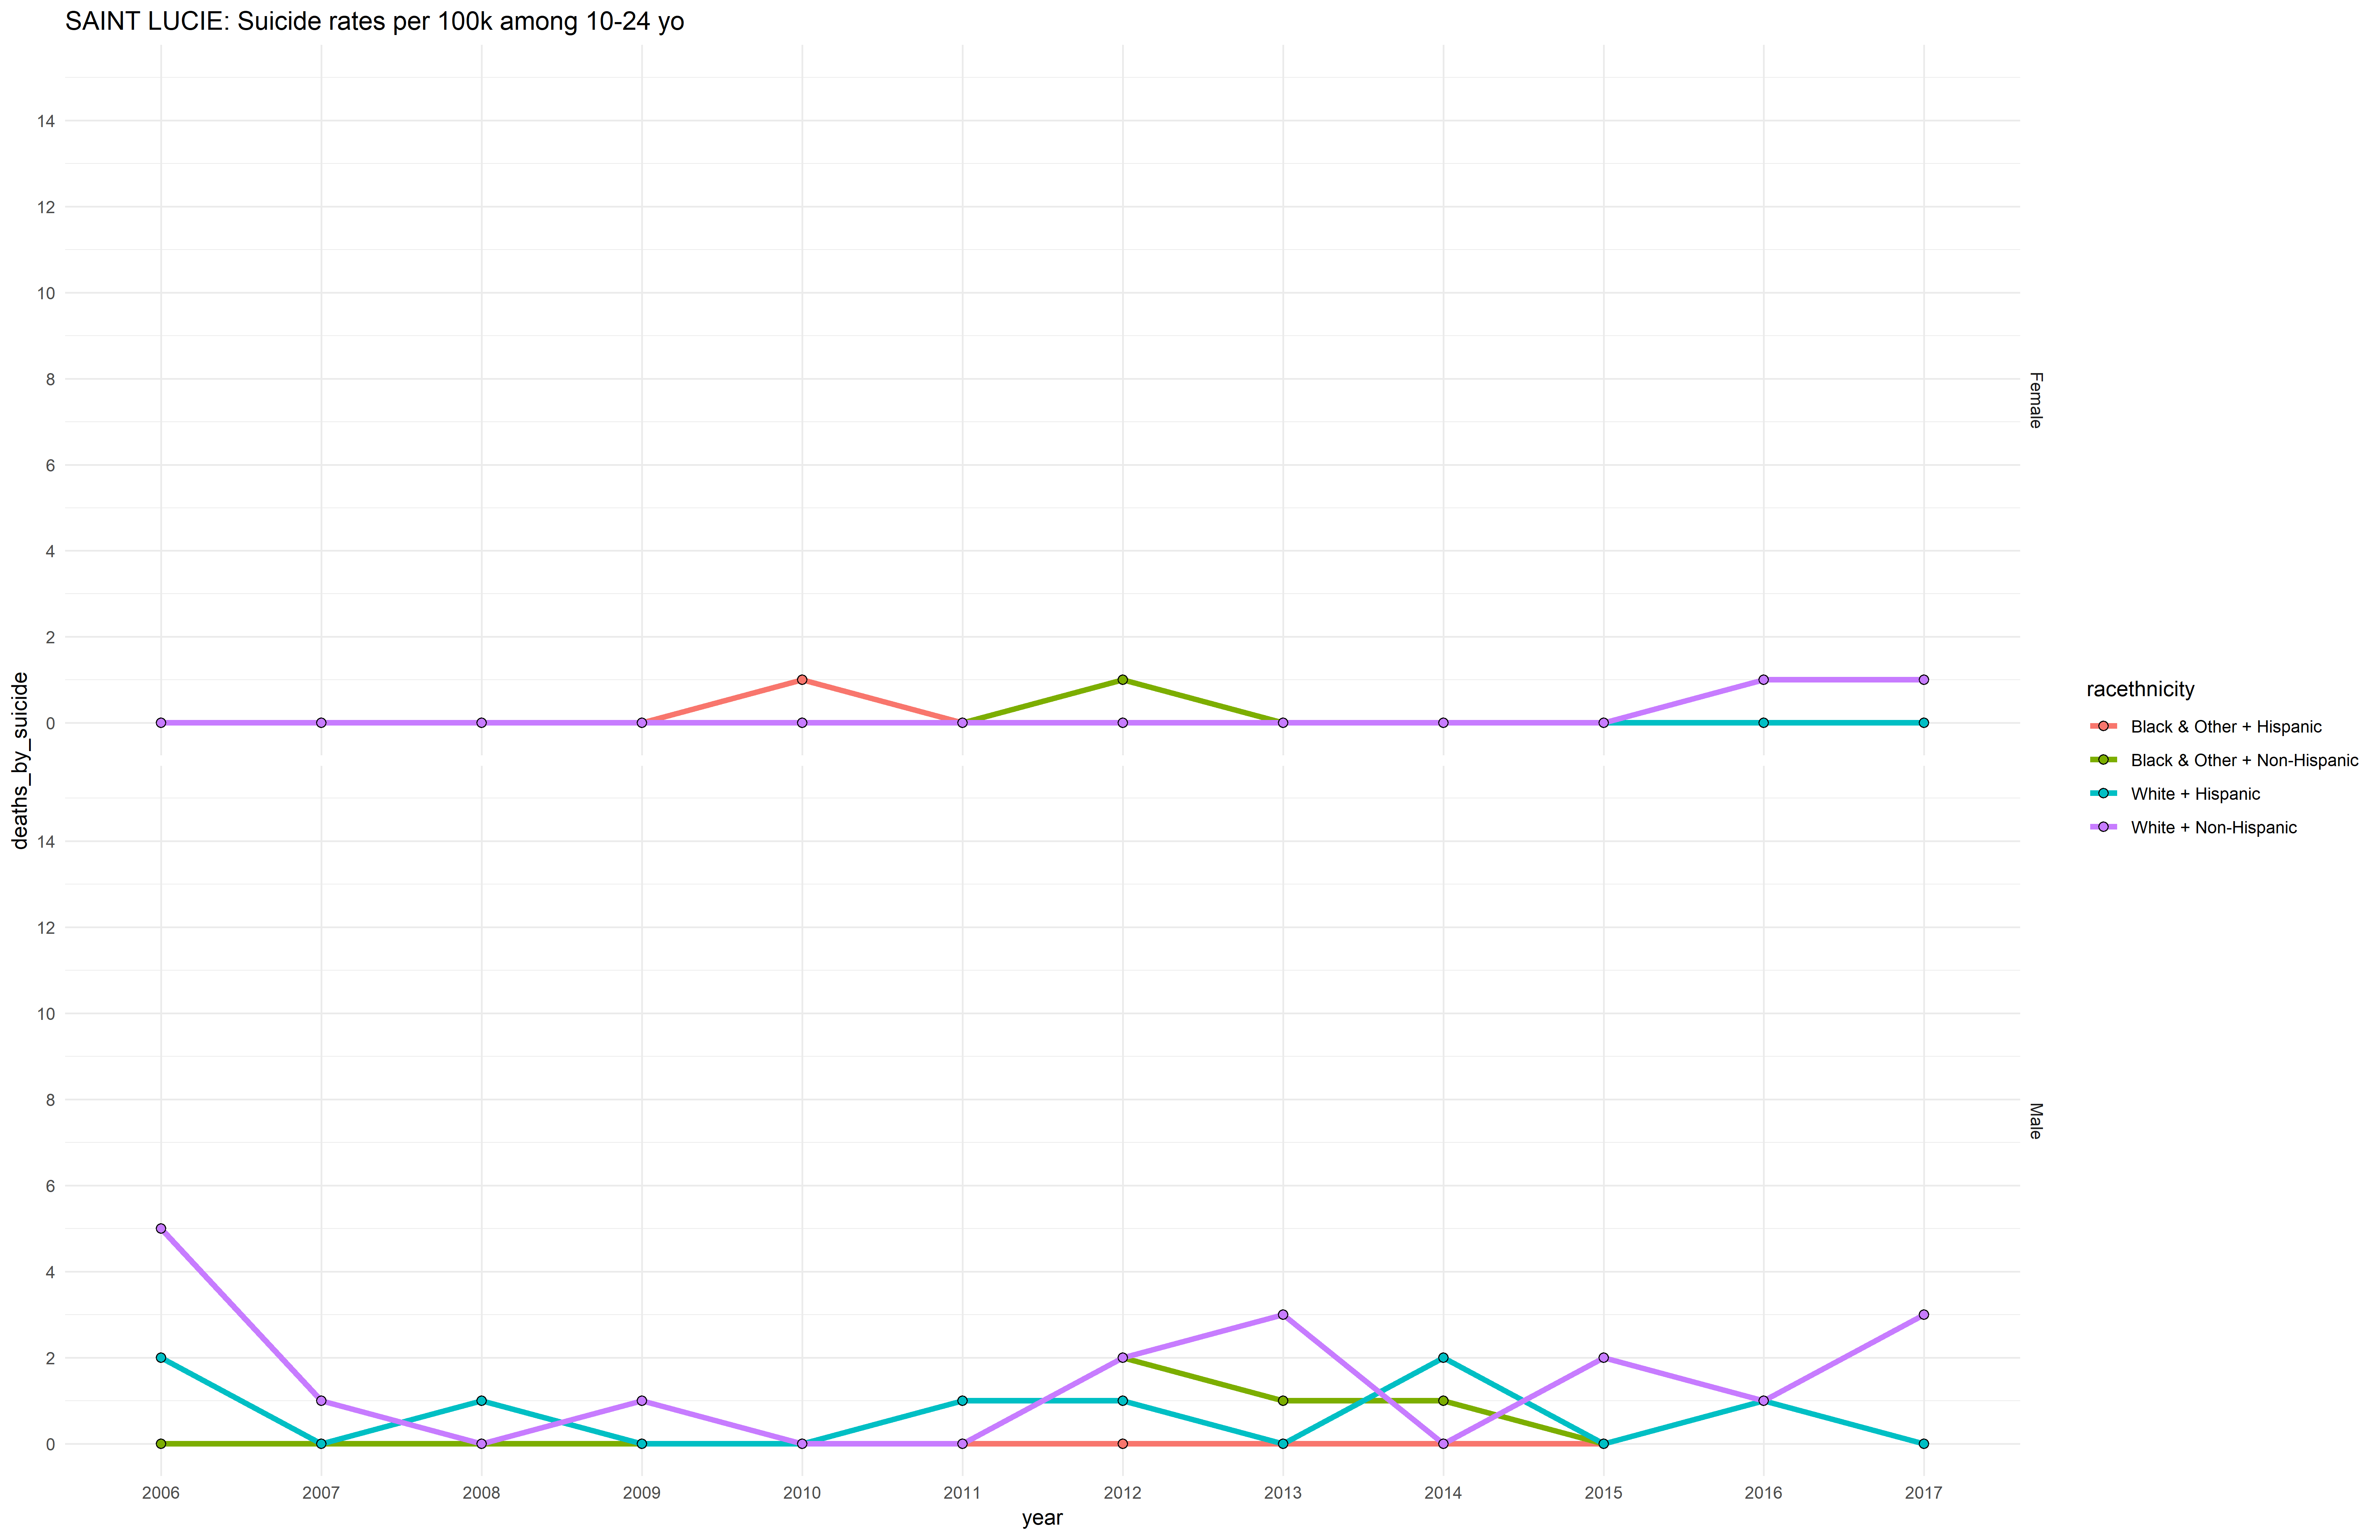 SAINT LUCIE: Suicide rates per 100k among 10-24 yo
14
12
10
8
6
4
2
0
Female
14
12
10
8
6
4
2
0
Male
deaths_by_suicide
2006 2007 2008 2009 2010 2011 2012 2013 2014 2015 2016 2017
year
racethnicity
Black & Other + Hispanic
Black & Other + Non-Hispanic
White + Hispanic
White + Non-Hispanic